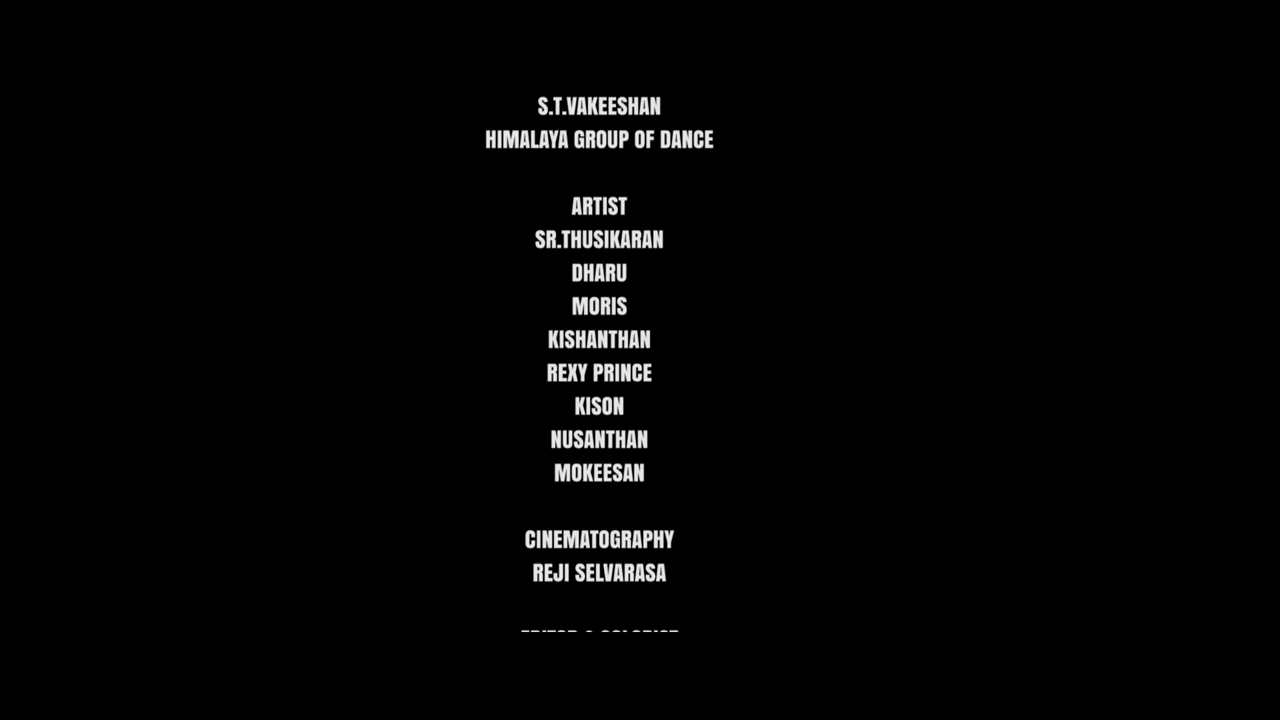 S.T.VAKEESHAN
HIMALAYA GROUP OF DANCE
ARTIST
SR.THUSIKARAN
DHARU
MORIS
KISHANTHAN
REXY PRINCE
KISON
NUSANTHAN
MOKEESAN
CINEMATOGRAPHY
REJI SELVARASA